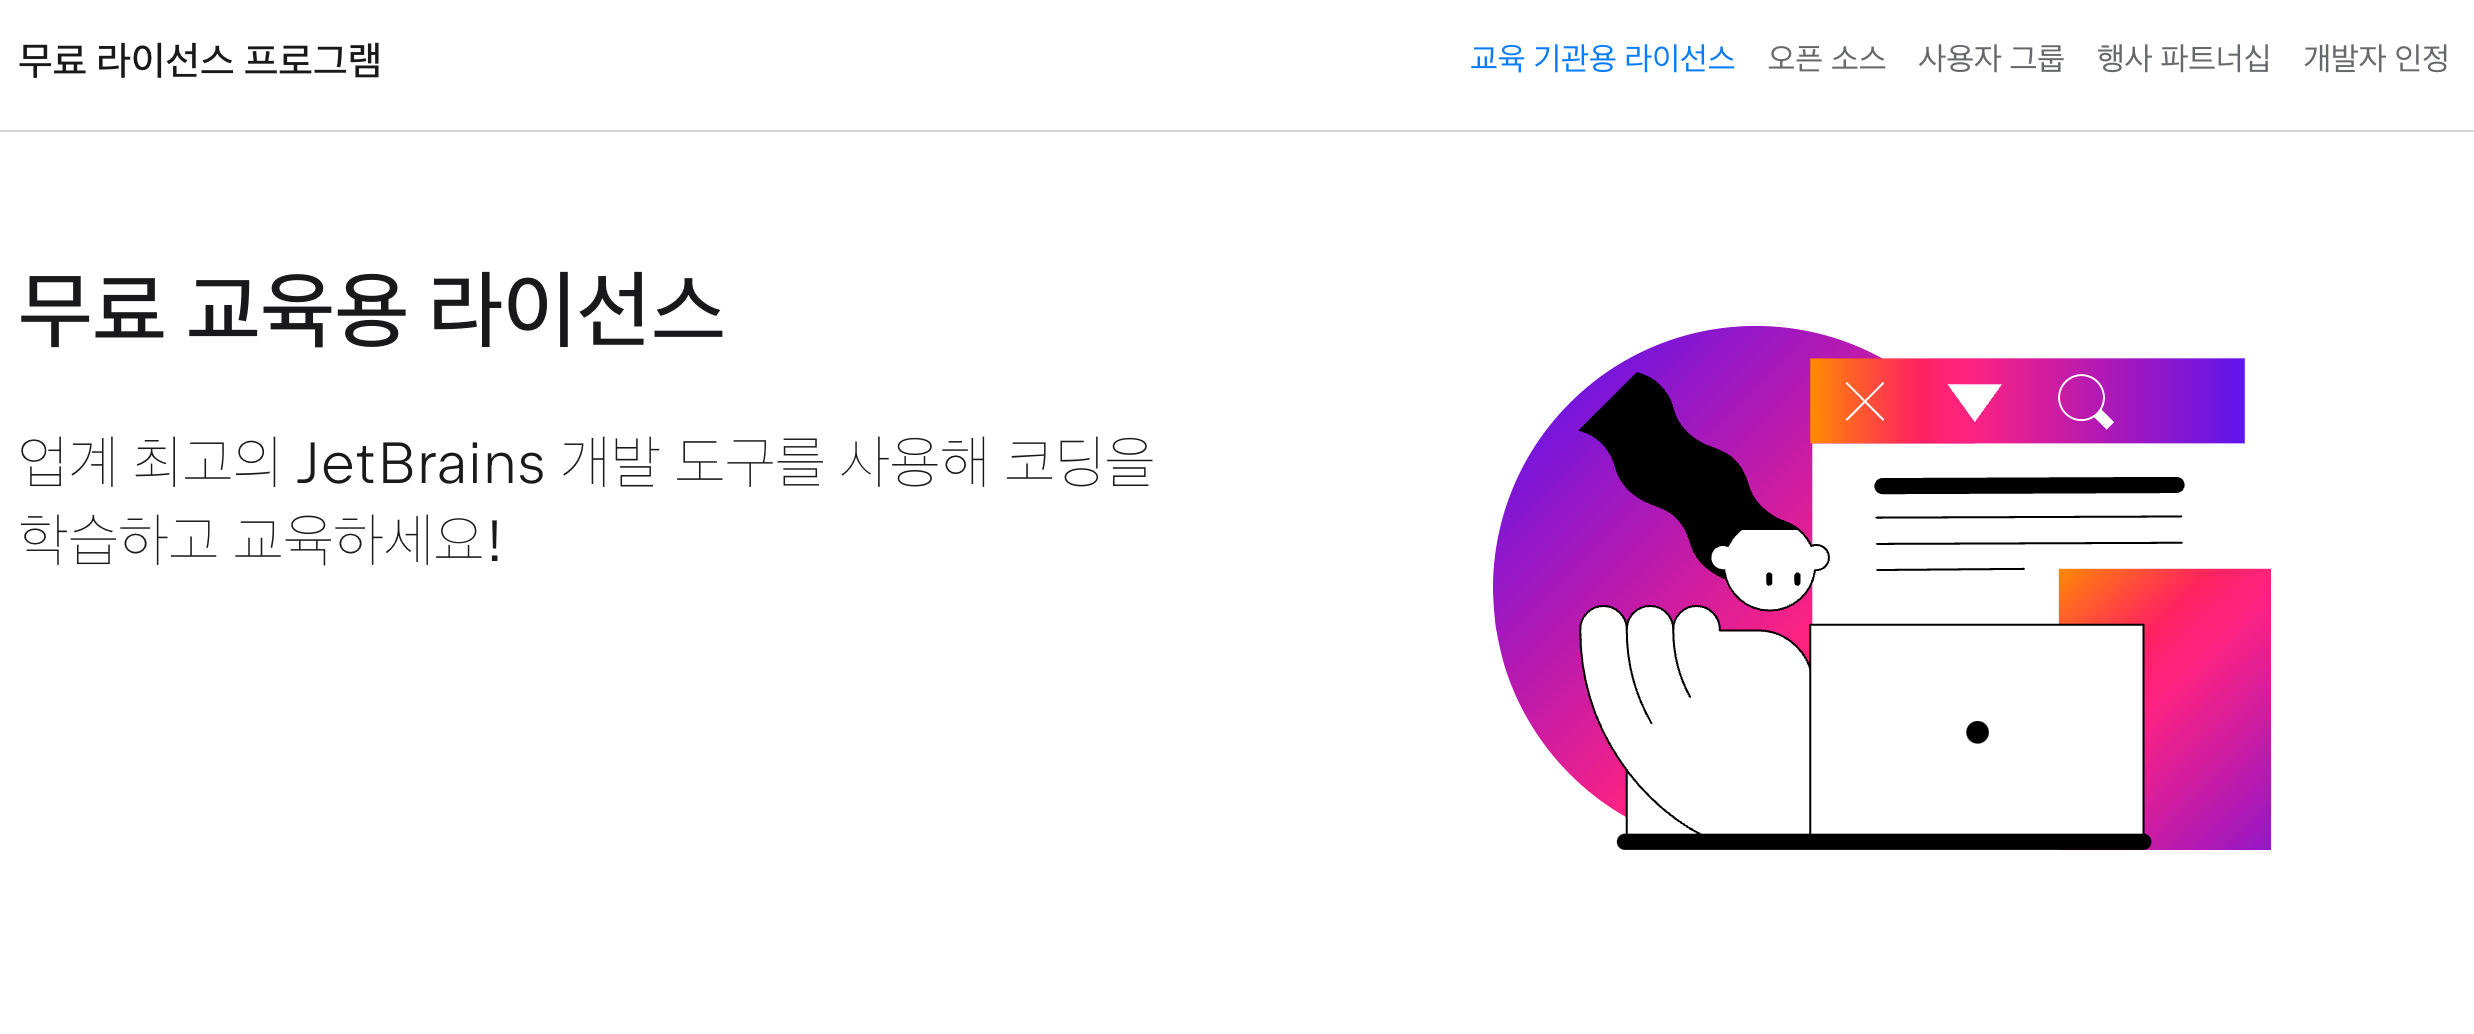 무료 라이선스 프로그램
교육 기관용 라이선스 오픈 소스 사용자 그룹 행사 파트너십 개발자 인정
무료 교육용 라이선스
업계 최고의 JetBrains 개발 도구를 사용해 코딩을
학습하고 교육하세요!